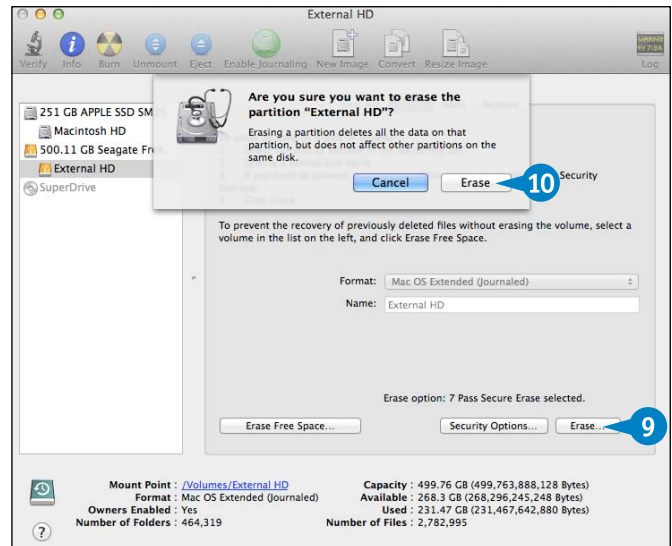 External HD
Verify Info Burn Unmount Eject Enable Journaling New Image Convert Resize Image Log
WARNIN
Are you sure you want to erase the
partition “External HD”?
Erasing a partition deletes all the data on that
partition, but does not affect other partitions on the
same disk.
Cancel Erase 10
251 GB APPLE SSD SM
Macintosh HD
500.11 GB Seagate Fre
External HD
SuperDrive
Security
To prevent the recovery of previously deleted files without erasing the volume, select a
volume in the list on the left, and click Erase Free Space.
Format: Mac OS Extended (Journaled)
Name: External HD
Erase option: 7 Pass Secure Erase selected.
Erase Free Space... Security Options... Erase... 9
Mount Point : /Volumes/External HD
Format : Mac OS Extended (Journaled)
Owners Enabled : Yes
Number of Folders : 464,319
Capacity : 499.76 GB (499,763,888,128 Bytes)
Available : 268.3 GB (268,296,245,248 Bytes)
Used : 231.47 GB (231,467,642,880 Bytes)
Number of Files : 2,782,995
?